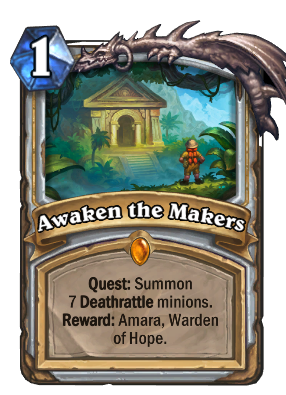 1
Awaken the Makers
Quest: Summon
7 Deathrattle minions.
Reward: Amara, Warden
of Hope.